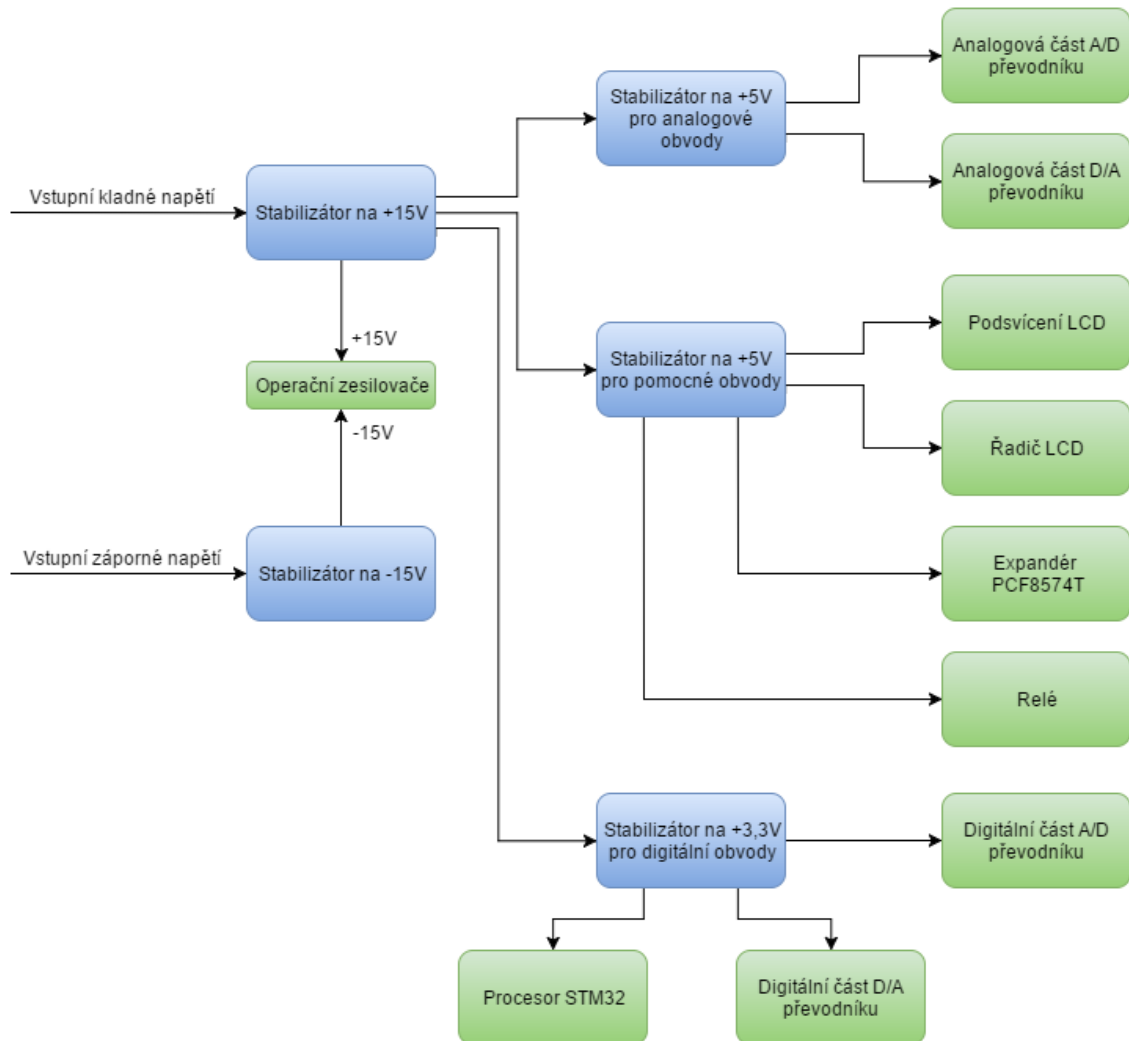 Analogová část A/D
převodníku
Stabilizátor na +5V
pro analogové
obvody
Analogová část D/A
převodníku
Vstupní kladné napětí
Stabilizátor na +15V
Podsvícení LCD
+15V
Stabilizátor na +5V
pro pomocné obvody
Operační zesilovače
-15V
Řadič LCD
Vstupní záporné napětí
Stabilizátor na -15V
Expandér
PCF8574T
Relé
Stabilizátor na +3,3V
pro digitální obvody
Digitální část A/D
převodníku
Procesor STM32
Digitální část D/A
převodníku